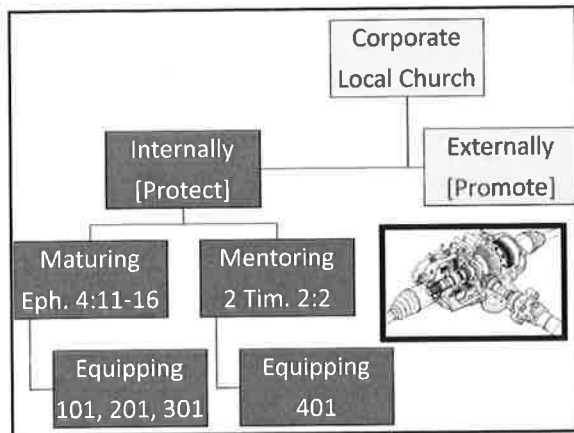 Corporate
Local Church
Internally
[Protect]
Externally
[Promote]
Maturing
Eph. 4:11-16
Mentoring
2 Tim. 2:2
Equipping
101, 201, 301
Equipping
401